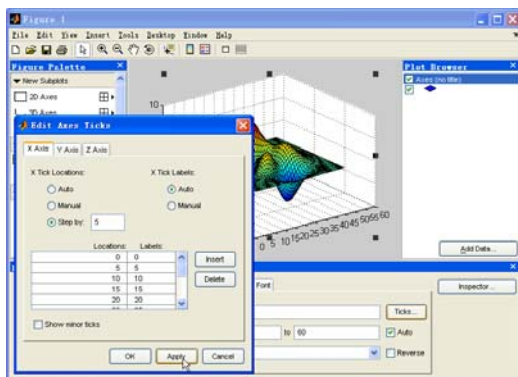 Figure 1
File Edit View Insert Tools Desktop Window Help
Figure Palette
New Subplots
2D Axes
3D Axes
Plot Browser
Axes (no title)
10
0 5 10 15 20 25 30 35 40 45 50 55 60
Add Data...
Edit Axes Ticks
X Axis Y Axis Z Axis
X Tick Locations: X Tick Labels:
Auto Auto
Manual Manual
Step by: 5
Locations: Labels:
0 0
5 5
10 10
15 15
20 20
Insert
Delete
Show minor ticks
OK Apply Cancel
Font
Inspector...
Ticks...
to 60 Auto
Reverse